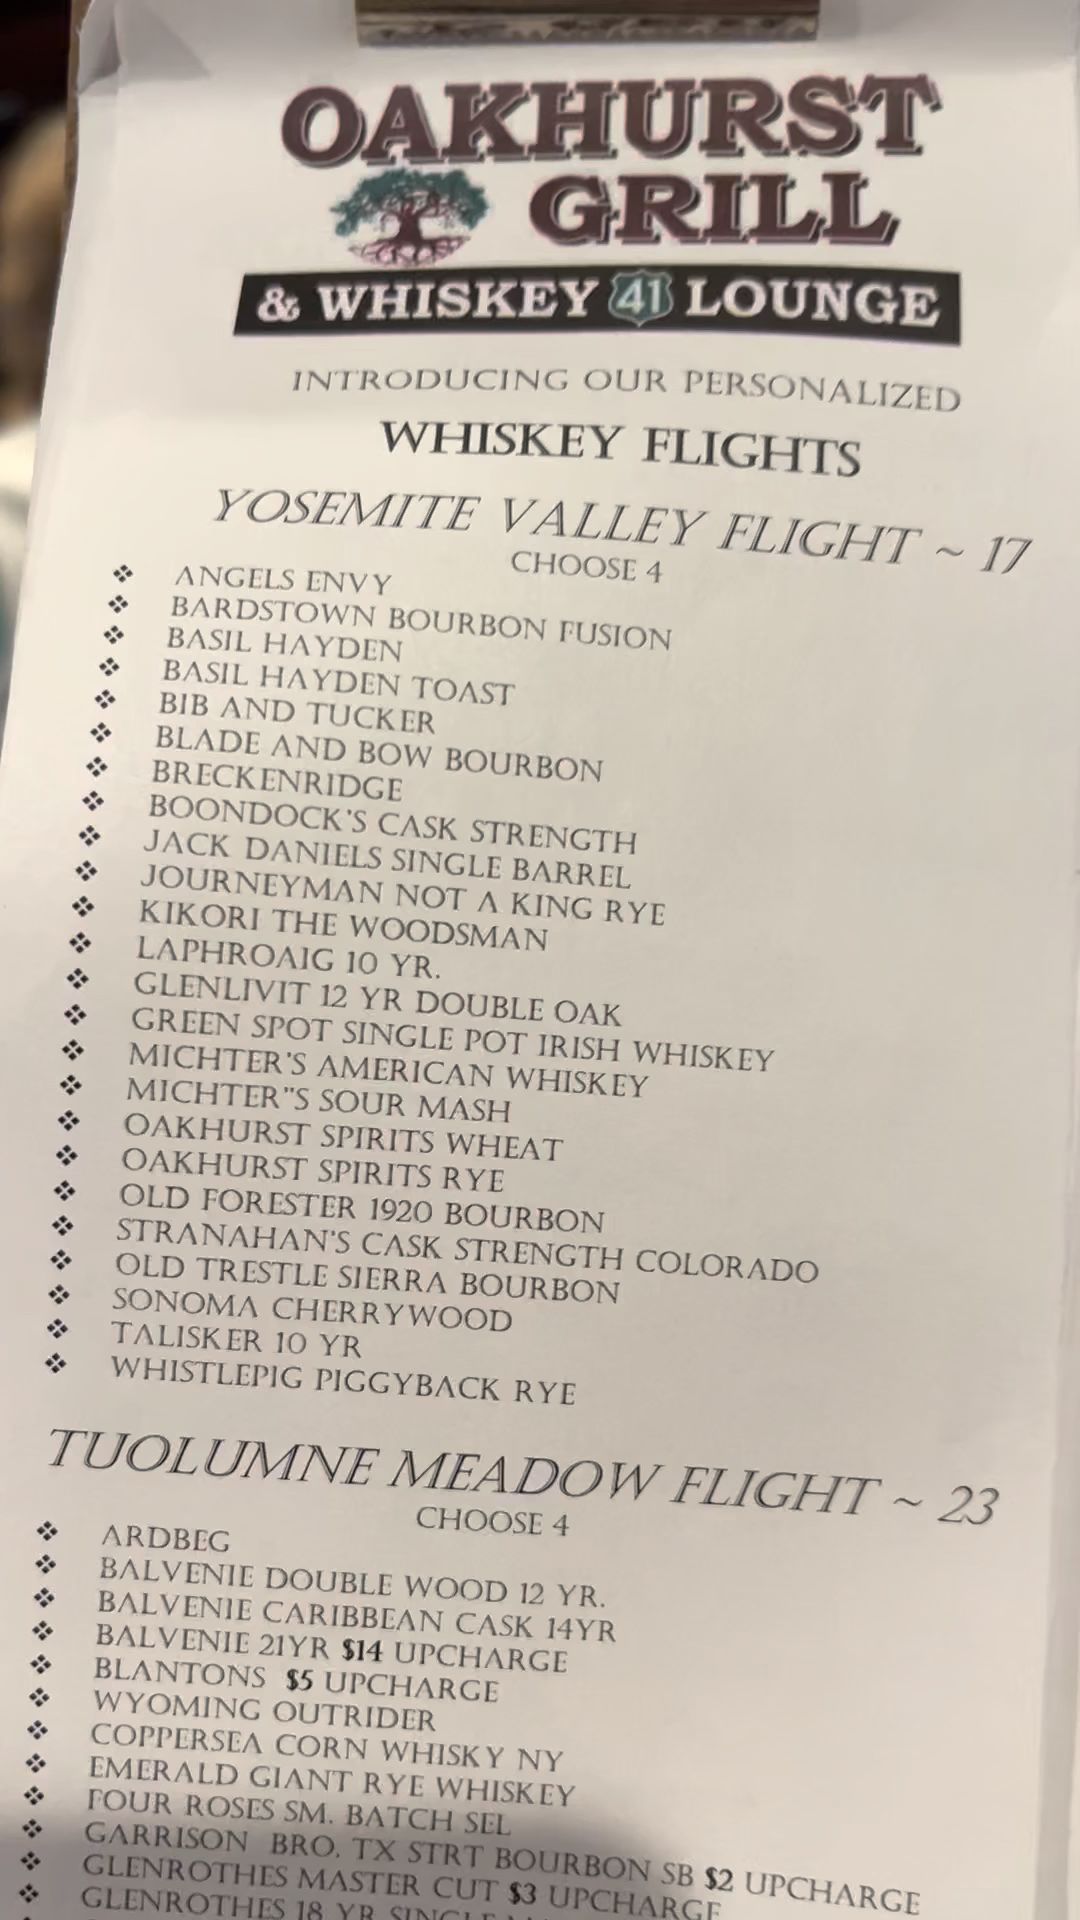 OAKHURST
GRILL
& WHISKEY 41 LOUNGE
INTRODUCING OUR PERSONALIZED
WHISKEY FLIGHTS
YOSEMITE VALLEY FLIGHT ~ 17
CHOOSE 4
❖ ANGELS ENVY
❖ BARDSTOWN BOURBON FUSION
❖ BASIL HAYDEN
❖ BASIL HAYDEN TOAST
❖ BIB AND TUCKER
❖ BLADE AND BOW BOURBON
❖ BRECKENRIDGE
❖ BOONDOCK'S CASK STRENGTH
❖ JACK DANIELS SINGLE BARREL
❖ JOURNEYMAN NOT A KING RYE
❖ KIKORI THE WOODSMAN
❖ LAPHROAIG 10 YR.
❖ GLENLIVIT 12 YR DOUBLE OAK
❖ GREEN SPOT SINGLE POT IRISH WHISKEY
❖ MICHTER'S AMERICAN WHISKEY
❖ MICHTER"S SOUR MASH
❖ OAKHURST SPIRITS WHEAT
❖ OAKHURST SPIRITS RYE
❖ OLD FORESTER 1920 BOURBON
❖ STRANAHAN'S CASK STRENGTH COLORADO
❖ OLD TRESTLE SIERRA BOURBON
❖ SONOMA CHERRYWOOD
❖ TALISKER 10 YR
❖ WHISTLEPIG PIGGYBACK RYE
TUOLUMNE MEADOW FLIGHT ~ 23
CHOOSE 4
❖ ARDBEG
❖ BALVENIE DOUBLE WOOD 12 YR.
❖ BALVENIE CARIBBEAN CASK 14YR
❖ BALVENIE 21YR $14 UPCHARGE
❖ BLANTONS $5 UPCHARGE
❖ WYOMING OUTRIDER
❖ COPPERSEA CORN WHISKY NY
❖ EMERALD GIANT RYE WHISKEY
❖ FOUR ROSES SM. BATCH SEL
❖ GARRISON BRO. TX STRT BOURBON SB $2 UPCHARGE
❖ GLENROTHES MASTER CUT $3 UPCHARGE
❖ GLENROTHES 18 YR